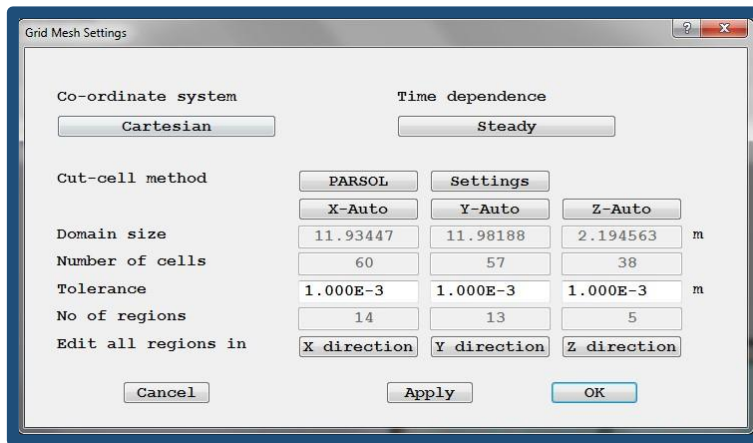 Grid Mesh Settings
Co-ordinate system Time dependence
Cartesian Steady
Cut-cell method PARSOL Settings
X-Auto Y-Auto Z-Auto
Domain size 11.93447 11.98188 2.194563 m
Number of cells 60 57 38
Tolerance 1.000E-3 1.000E-3 1.000E-3 m
No of regions 14 13 5
Edit all regions in X direction Y direction Z direction
Cancel Apply OK